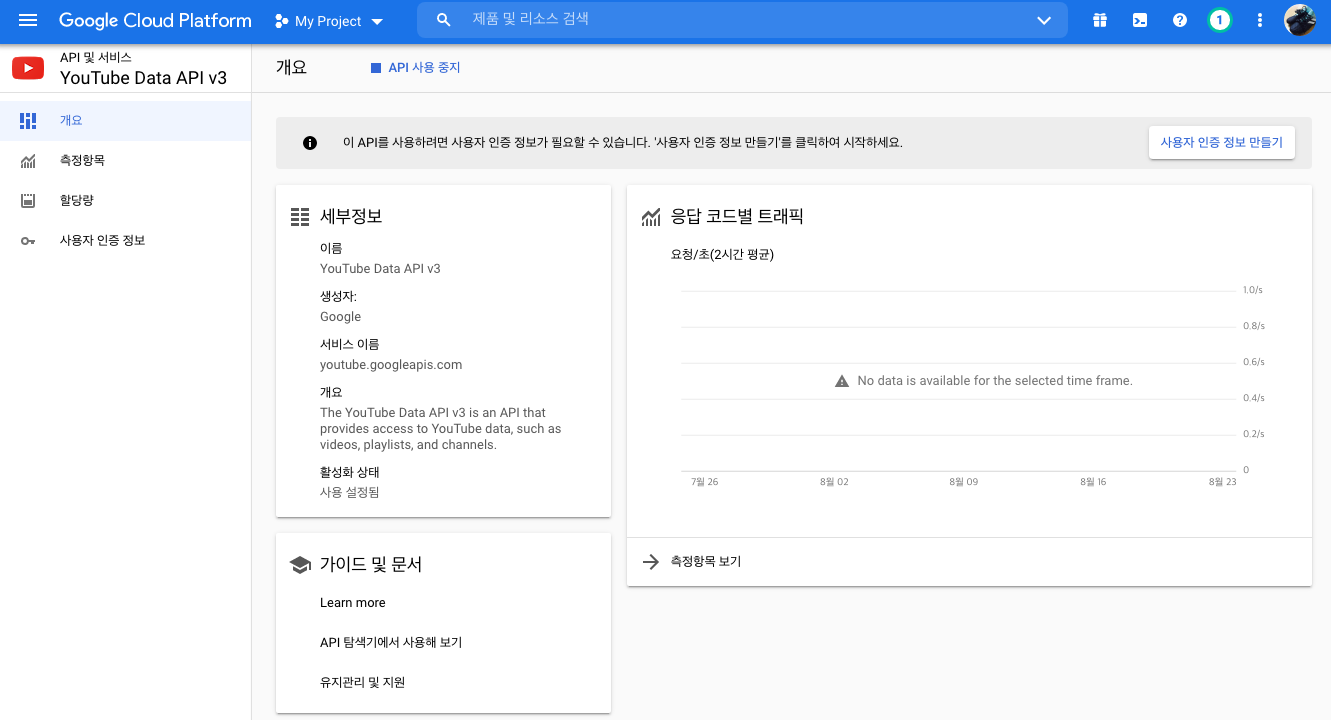 Google Cloud Platform
My Project
제품 및 리소스 검색
1
API 및 서비스
YouTube Data API v3
개요
측정항목
할당량
사용자 인증 정보
개요
API 사용 중지
이 API를 사용하려면 사용자 인증 정보가 필요할 수 있습니다. '사용자 인증 정보 만들기'를 클릭하여 시작하세요.
사용자 인증 정보 만들기
세부정보
이름
YouTube Data API v3
생성자:
Google
서비스 이름
youtube.googleapis.com
개요
The YouTube Data API v3 is an API that
provides access to YouTube data, such as
videos, playlists, and channels.
활성화 상태
사용 설정됨
가이드 및 문서
Learn more
API 탐색기에서 사용해 보기
유지관리 및 지원
응답 코드별 트래픽
요청/초(2시간 평균)
1.0/s
0.8/s
0.6/s
No data is available for the selected time frame.
0.4/s
0.2/s
0
7월 26
8월 02
8월 09
8월 16
8월 23
측정항목 보기